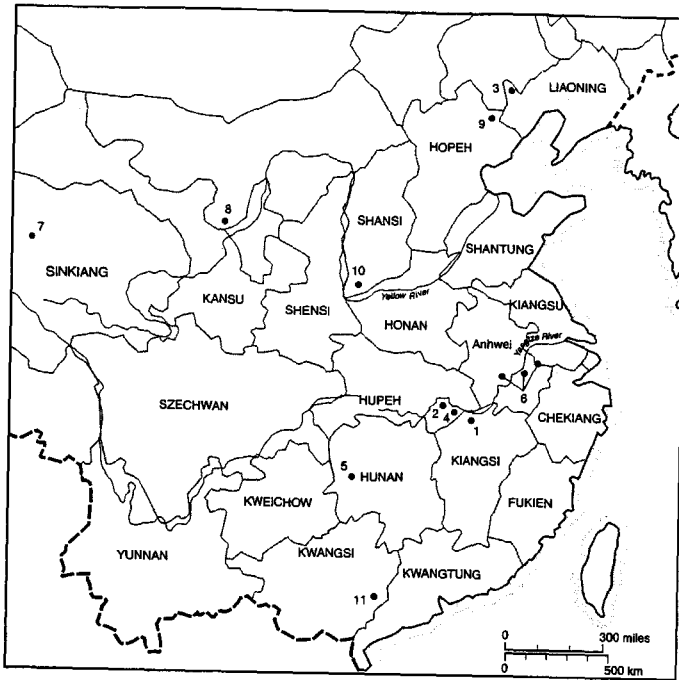 3
LIAONING
9
HOPEH
7
8
SHANSI
SHANTUNG
SINKIANG
10
KANSU
SHENSI
Yellow River
KIANGSU
HONAN
Anhwei
Yangtze River
SZECHWAN
HUPEH
2
4
1
6
CHEKIANG
KIANGSI
5
HUNAN
KWEICHOW
FUKIEN
YUNNAN
KWANGSI
KWANGTUNG
11
0 300 miles
0 500 km